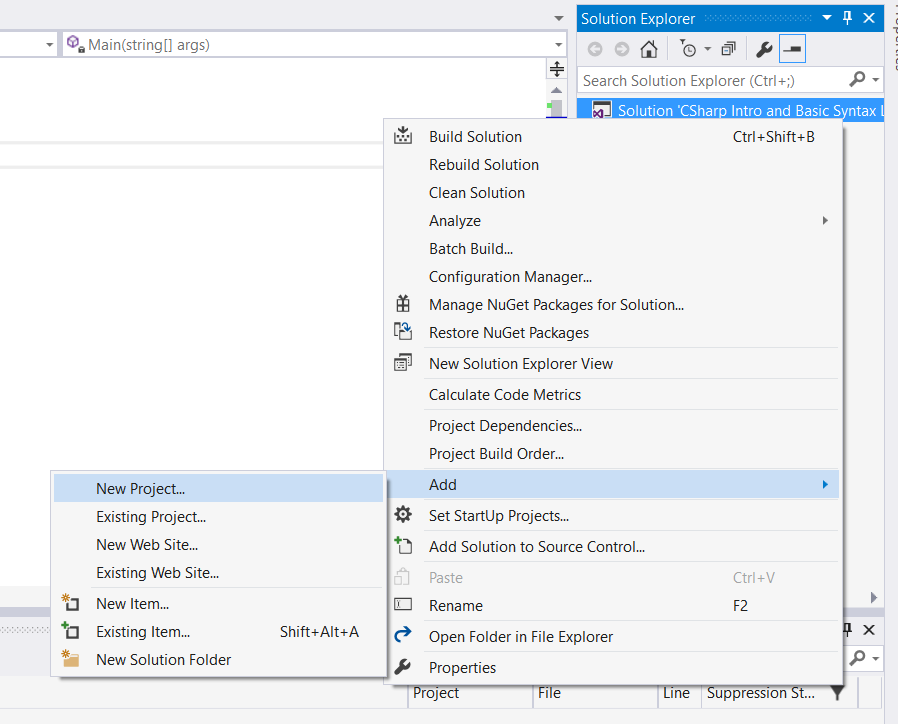 Solution Explorer
Properties
Main(string[] args)
Search Solution Explorer (Ctrl+;)
Solution 'CSharp Intro and Basic Syntax L
Build Solution Ctrl+Shift+B
Rebuild Solution
Clean Solution
Analyze
Batch Build...
Configuration Manager...
Manage NuGet Packages for Solution...
Restore NuGet Packages
New Solution Explorer View
Calculate Code Metrics
Project Dependencies...
Project Build Order...
Add
Set StartUp Projects...
Add Solution to Source Control...
Paste Ctrl+V
Rename F2
Open Folder in File Explorer
Properties
New Project...
Existing Project...
New Web Site...
Existing Web Site...
New Item...
Existing Item... Shift+Alt+A
New Solution Folder
Project File Line Suppression St...